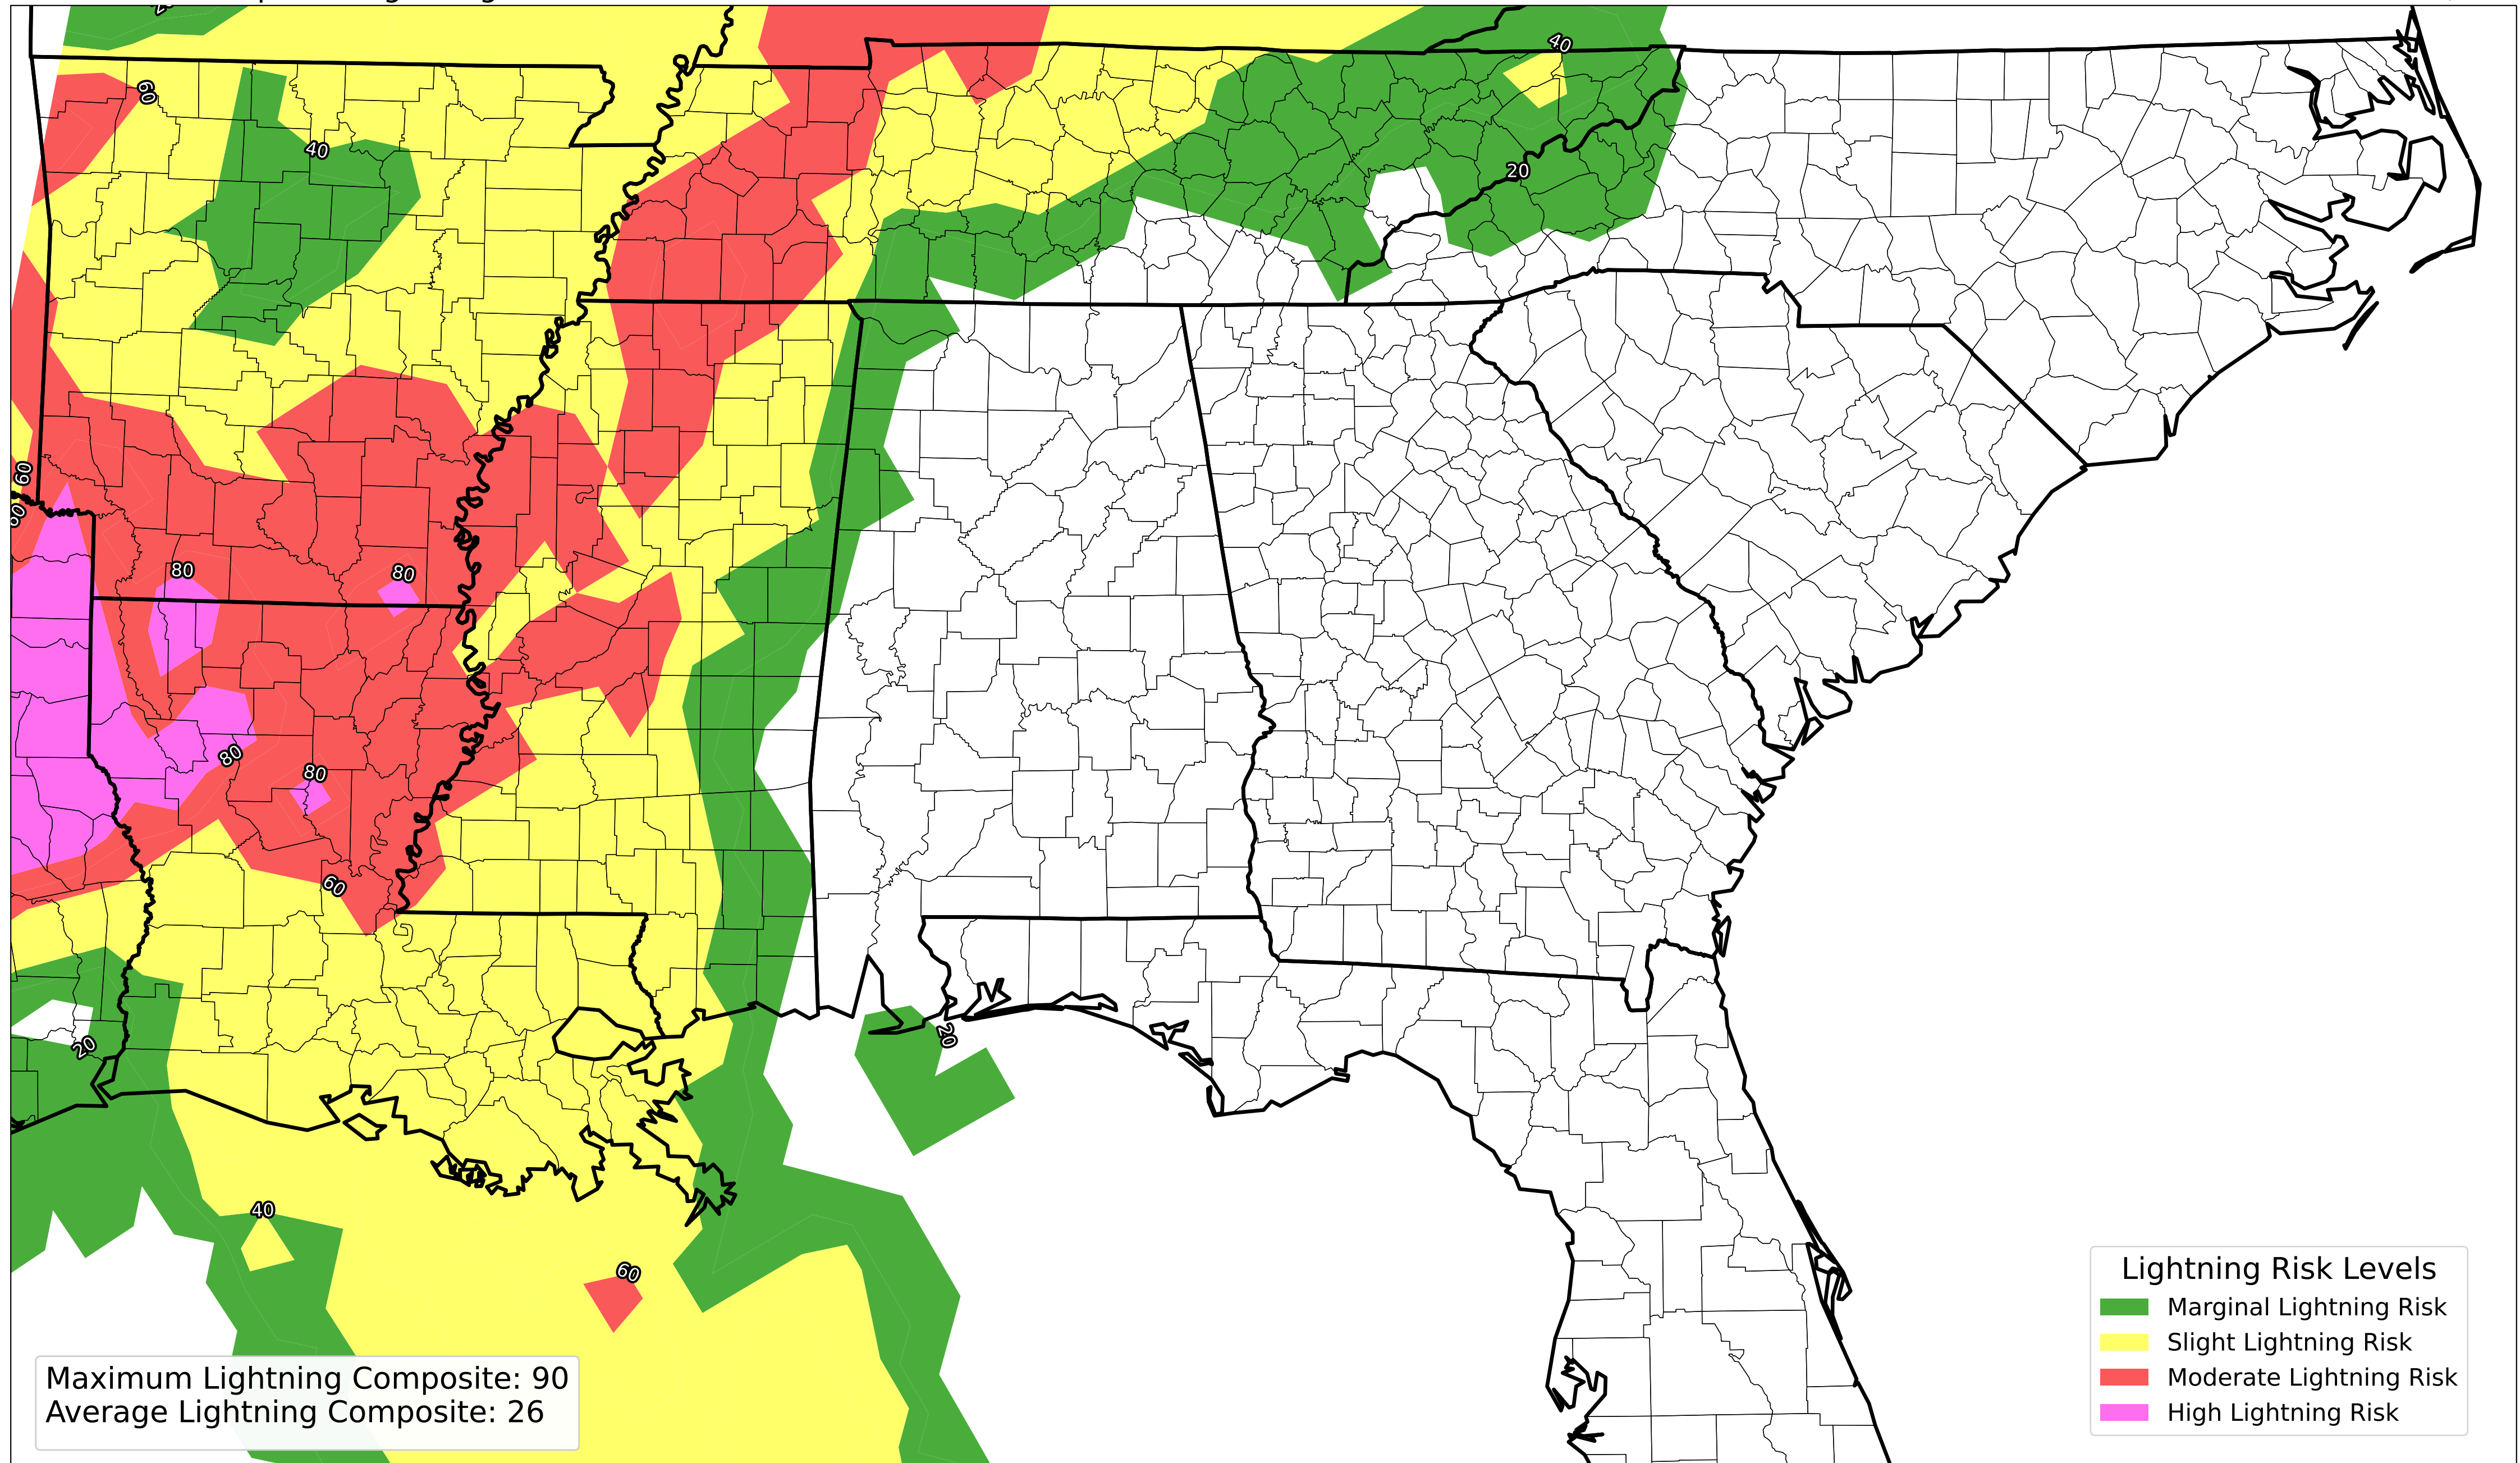 40
60
40
20
60
80
80
80
80
60
20
20
40
60
Lightning Risk Levels
Marginal Lightning Risk
Slight Lightning Risk
Moderate Lightning Risk
High Lightning Risk
Maximum Lightning Composite: 90
Average Lightning Composite: 26